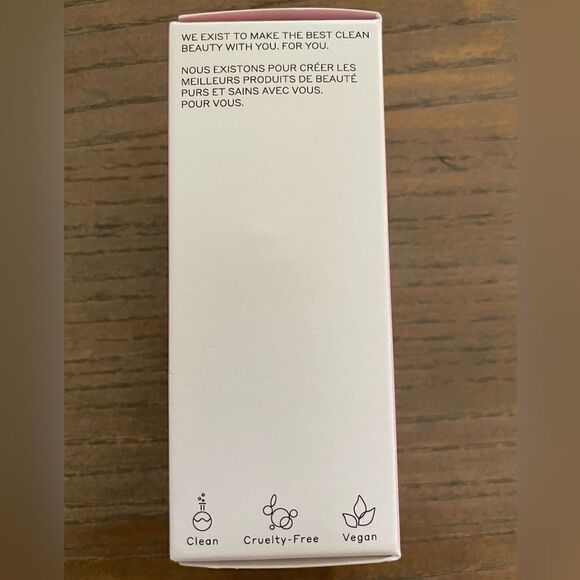 WE EXIST TO MAKE THE BEST CLEAN
BEAUTY WITH YOU. FOR YOU.
NOUS EXISTONS POUR CRÉER LES
MEILLEURS PRODUITS DE BEAUTÉ
PURS ET SAINS AVEC VOUS.
POUR VOUS.
Clean Cruelty-Free Vegan